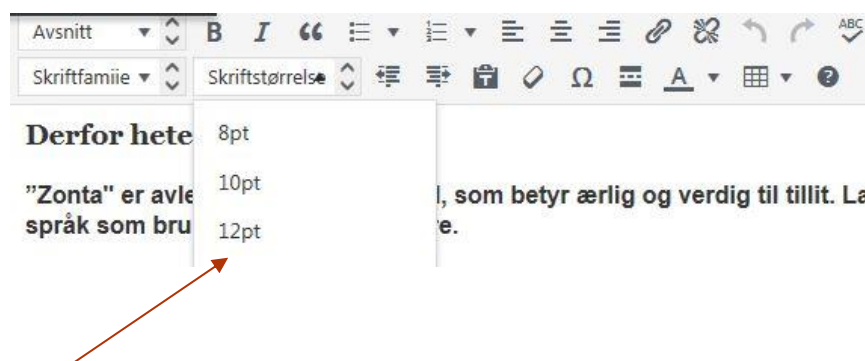 Avsnitt B I ABC
Skriftfamiie Skriftstørrelse Ω A ?
Derfor hete
8pt
10pt
"Zonta" er avle , som betyr ærlig og verdig til tillit. La
språk som bru e.
12pt